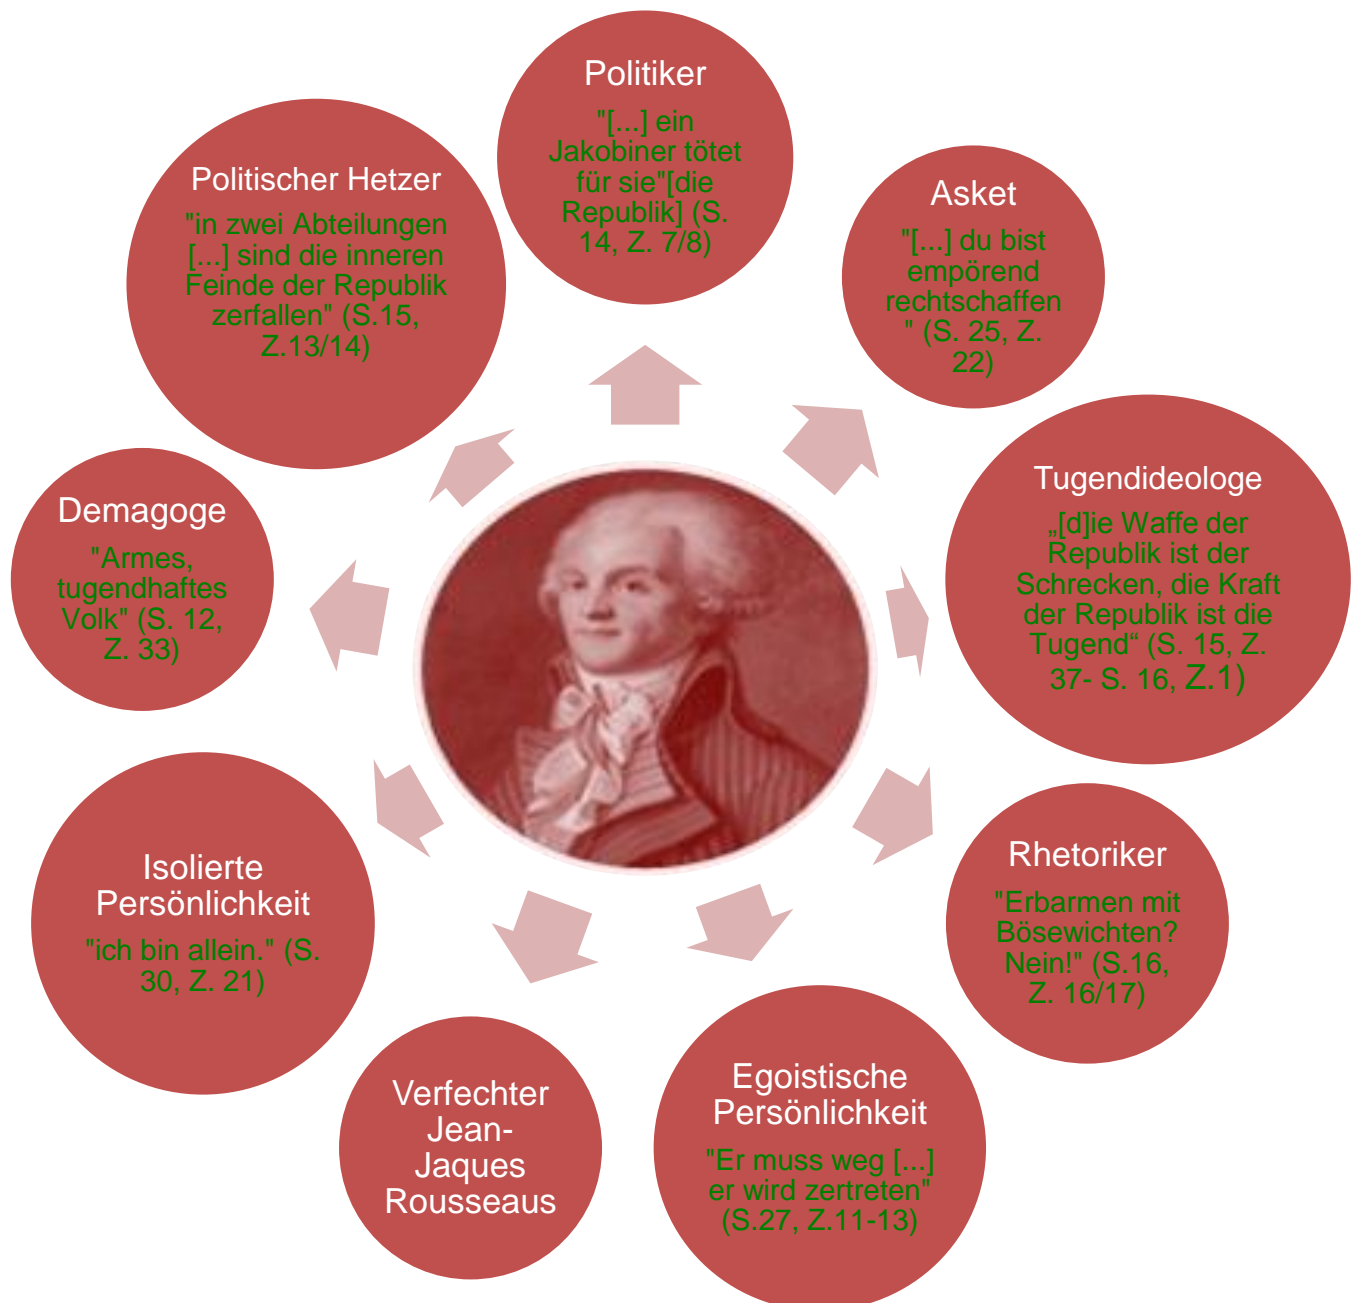 Politiker
"[...] ein
Jakobiner tötet
für sie"[die
Republik] (S.
14, Z. 7/8)
Asket
"[...] du bist
empörend
rechtschaffen
" (S. 25, Z.
22)
Tugendideologe
„[d]ie Waffe der
Republik ist der
Schrecken, die Kraft
der Republik ist die
Tugend“ (S. 15, Z.
37- S. 16, Z.1)
Rhetoriker
"Erbarmen mit
Bösewichten?
Nein!" (S.16,
Z. 16/17)
Egoistische
Persönlichkeit
"Er muss weg [...]
er wird zertreten"
(S.27, Z.11-13)
Verfechter
Jean-
Jaques
Rousseaus
Isolierte
Persönlichkeit
"ich bin allein." (S.
30, Z. 21)
Demagoge
"Armes,
tugendhaftes
Volk" (S. 12,
Z. 33)
Politischer Hetzer
"in zwei Abteilungen
[...] sind die inneren
Feinde der Republik
zerfallen" (S.15,
Z.13/14)